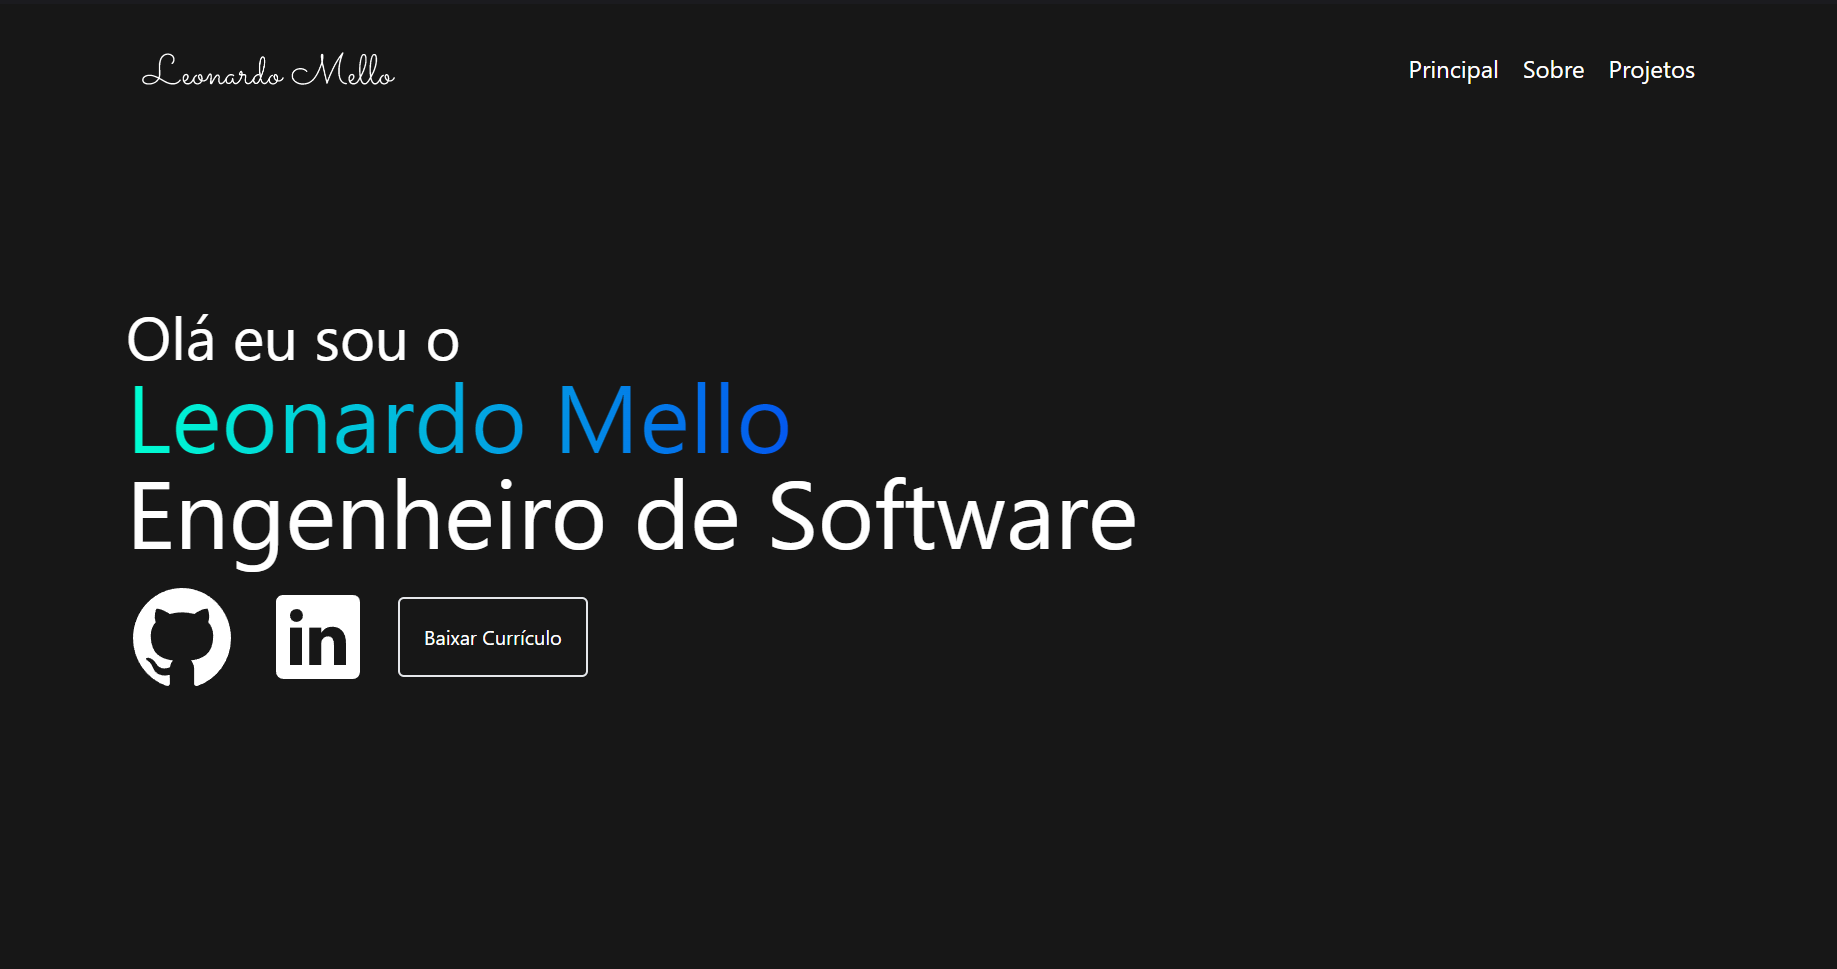 Leonardo Mello
Principal Sobre Projetos
Olá eu sou o
Leonardo Mello
Engenheiro de Software
in
Baixar Currículo